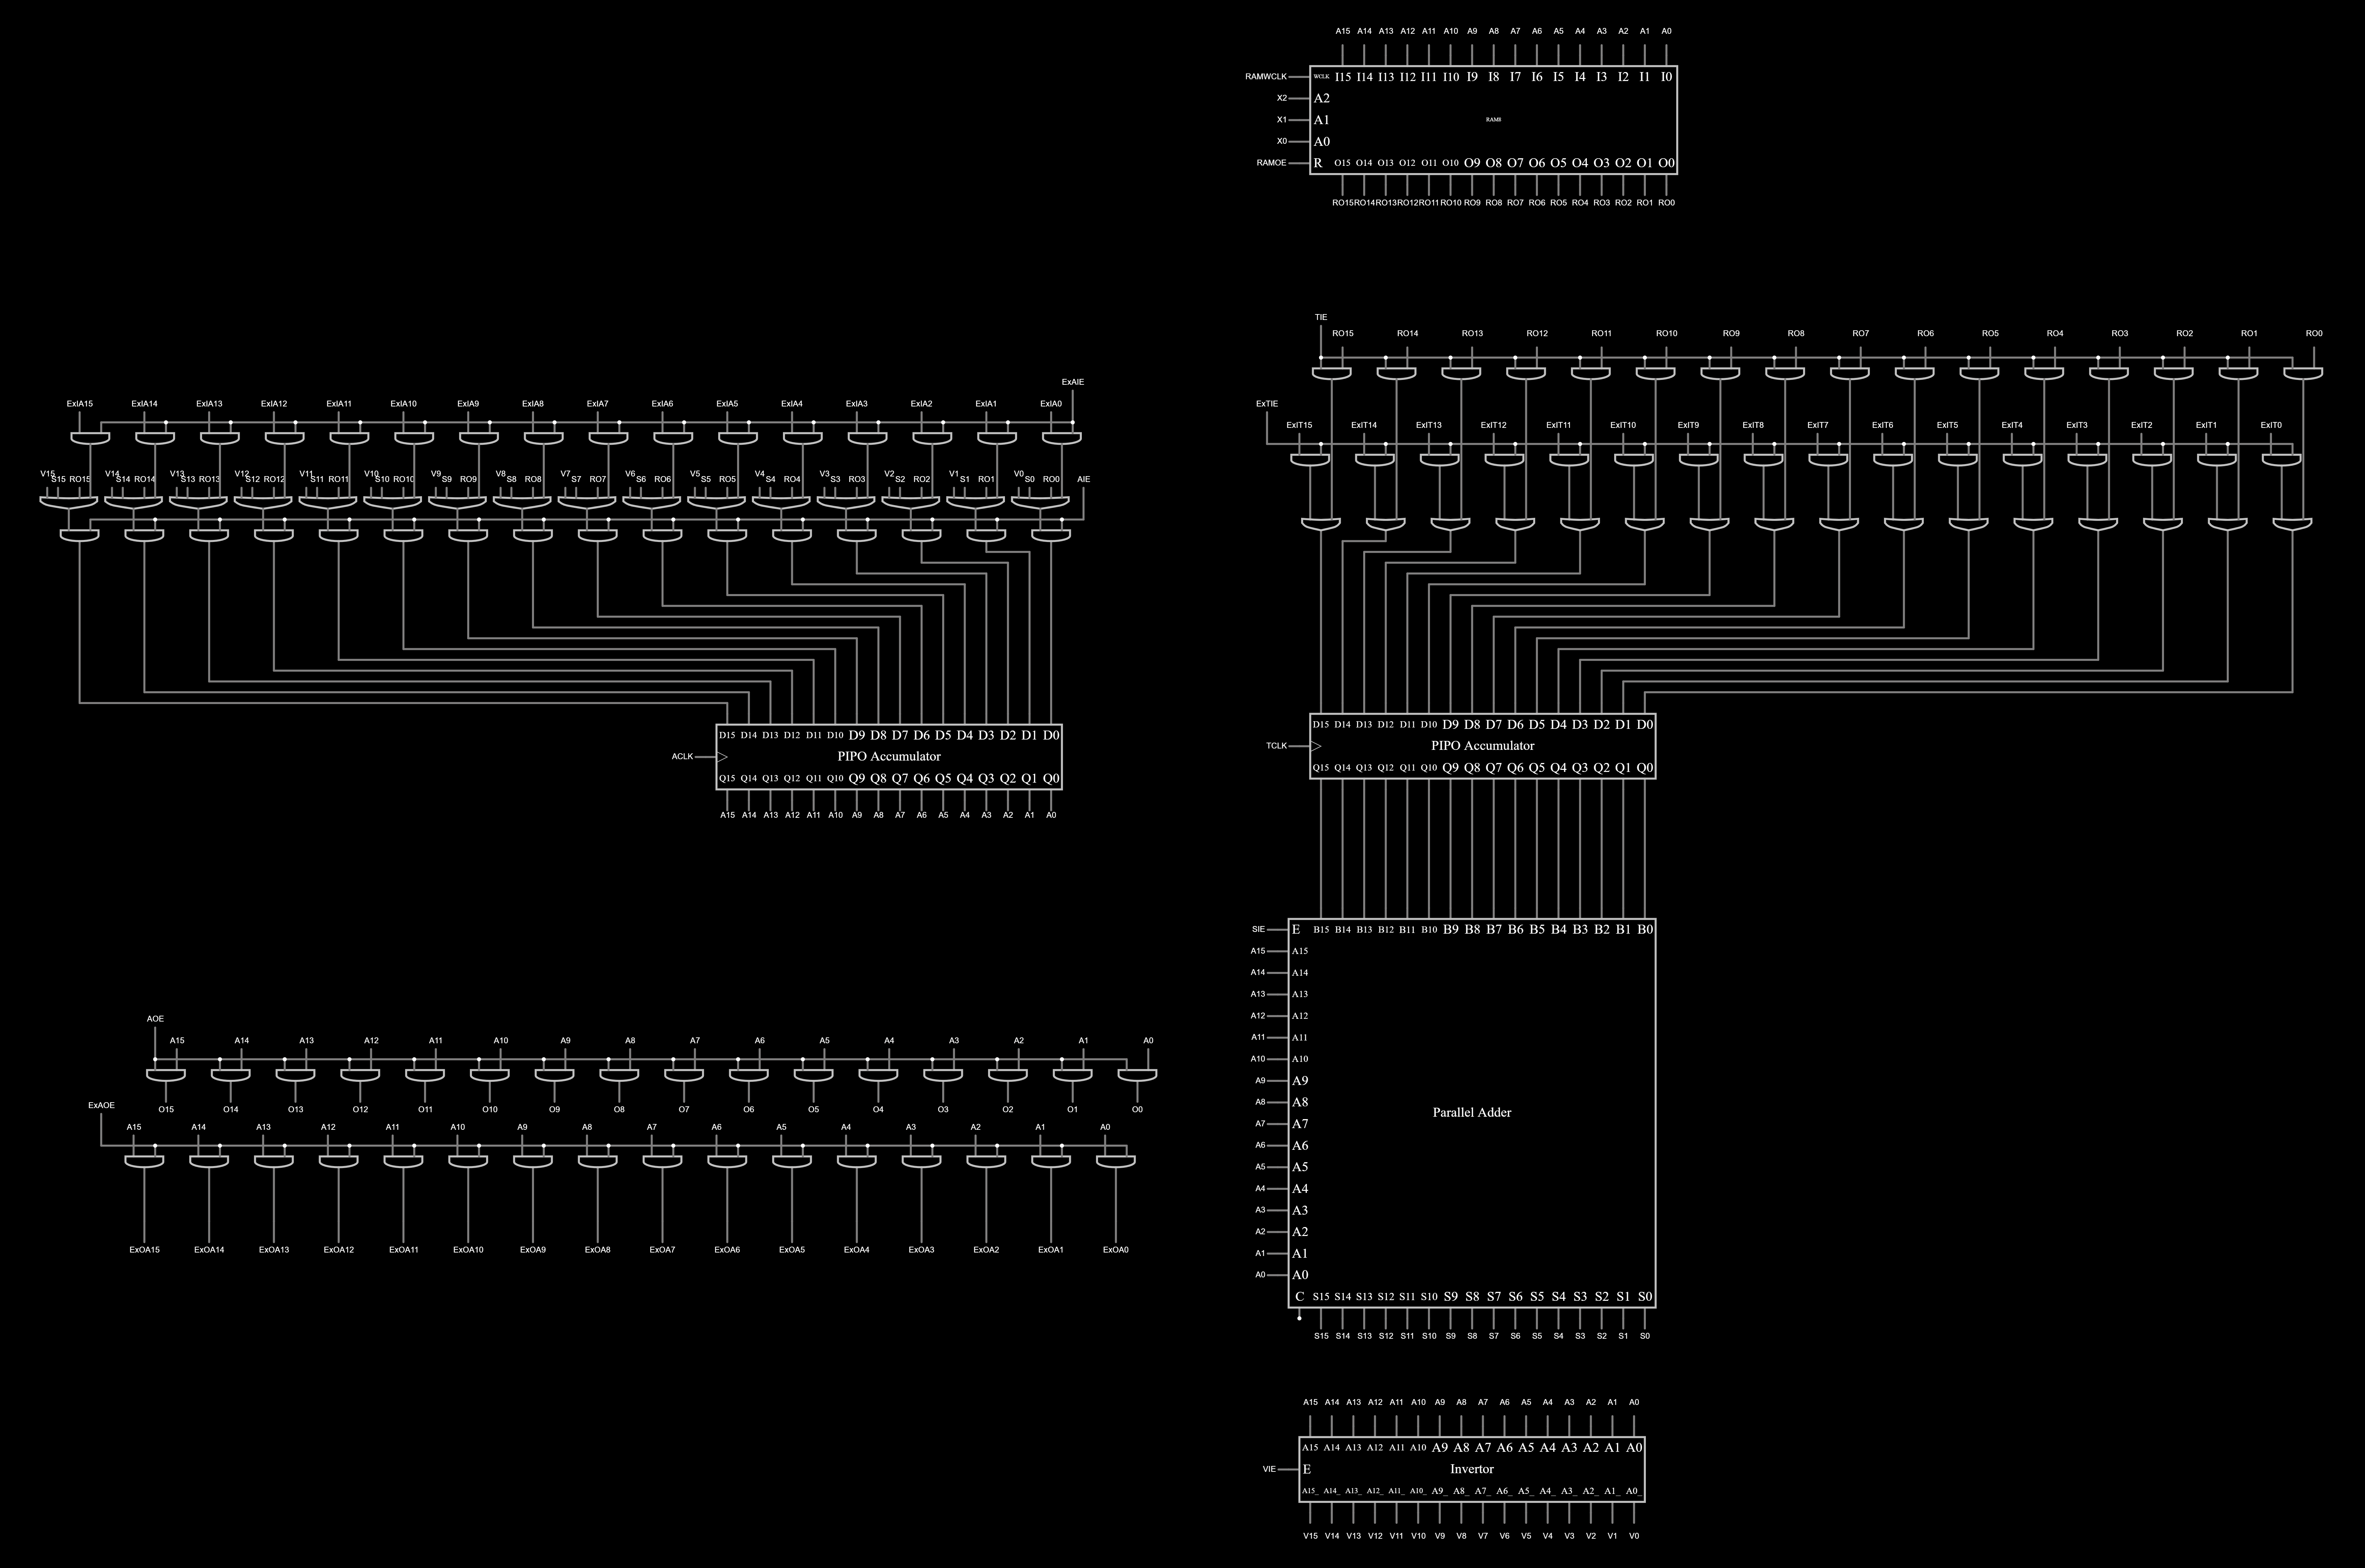 A15 A14 A13 A12 A11 A10 A9 A8 A7 A6 A5 A4 A3 A2 A1 A0
RAMWCLK WCLK I15 I14 I13 I12 I11 I10 I9 I8 I7 I6 I5 I4 I3 I2 I1 I0
X2 A2
X1 A1 RAM8
X0 A0
RAMOE R O15 O14 O13 O12 O11 O10 O9 O8 O7 O6 O5 O4 O3 O2 O1 O0
RO15 RO14 RO13 RO12 RO11 RO10 RO9 RO8 RO7 RO6 RO5 RO4 RO3 RO2 RO1 RO0
TIE
RO15 RO14 RO13 RO12 RO11 RO10 RO9 RO8 RO7 RO6 RO5 RO4 RO3 RO2 RO1 RO0
ExTIE
ExIT15 ExIT14 ExIT13 ExIT12 ExIT11 ExIT10 ExIT9 ExIT8 ExIT7 ExIT6 ExIT5 ExIT4 ExIT3 ExIT2 ExIT1 ExIT0
ExAIE
ExIA15 ExIA14 ExIA13 ExIA12 ExIA11 ExIA10 ExIA9 ExIA8 ExIA7 ExIA6 ExIA5 ExIA4 ExIA3 ExIA2 ExIA1 ExIA0
V15 S15 RO15 V14 S14 RO14 V13 S13 RO13 V12 S12 RO12 V11 S11 RO11 V10 S10 RO10 V9 S9 RO9 V8 S8 RO8 V7 S7 RO7 V6 S6 RO6 V5 S5 RO5 V4 S4 RO4 V3 S3 RO3 V2 S2 RO2 V1 S1 RO1 V0 S0 RO0 AIE
D15 D14 D13 D12 D11 D10 D9 D8 D7 D6 D5 D4 D3 D2 D1 D0
ACLK PIPO Accumulator
Q15 Q14 Q13 Q12 Q11 Q10 Q9 Q8 Q7 Q6 Q5 Q4 Q3 Q2 Q1 Q0
A15 A14 A13 A12 A11 A10 A9 A8 A7 A6 A5 A4 A3 A2 A1 A0
D15 D14 D13 D12 D11 D10 D9 D8 D7 D6 D5 D4 D3 D2 D1 D0
TCLK PIPO Accumulator
Q15 Q14 Q13 Q12 Q11 Q10 Q9 Q8 Q7 Q6 Q5 Q4 Q3 Q2 Q1 Q0
SIE E B15 B14 B13 B12 B11 B10 B9 B8 B7 B6 B5 B4 B3 B2 B1 B0
A15 A15
A14 A14
A13 A13
A12 A12
A11 A11
A10 A10
A9 A9
A8 A8 Parallel Adder
A7 A7
A6 A6
A5 A5
A4 A4
A3 A3
A2 A2
A1 A1
A0 A0
C S15 S14 S13 S12 S11 S10 S9 S8 S7 S6 S5 S4 S3 S2 S1 S0
S15 S14 S13 S12 S11 S10 S9 S8 S7 S6 S5 S4 S3 S2 S1 S0
AOE
A15 A14 A13 A12 A11 A10 A9 A8 A7 A6 A5 A4 A3 A2 A1 A0
O15 O14 O13 O12 O11 O10 O9 O8 O7 O6 O5 O4 O3 O2 O1 O0
ExAOE
A15 A14 A13 A12 A11 A10 A9 A8 A7 A6 A5 A4 A3 A2 A1 A0
ExOA15 ExOA14 ExOA13 ExOA12 ExOA11 ExOA10 ExOA9 ExOA8 ExOA7 ExOA6 ExOA5 ExOA4 ExOA3 ExOA2 ExOA1 ExOA0
A15 A14 A13 A12 A11 A10 A9 A8 A7 A6 A5 A4 A3 A2 A1 A0
A15 A14 A13 A12 A11 A10 A9 A8 A7 A6 A5 A4 A3 A2 A1 A0
VIE E Invertor
A15_ A14_ A13_ A12_ A11_ A10_ A9_ A8_ A7_ A6_ A5_ A4_ A3_ A2_ A1_ A0_
V15 V14 V13 V12 V11 V10 V9 V8 V7 V6 V5 V4 V3 V2 V1 V0